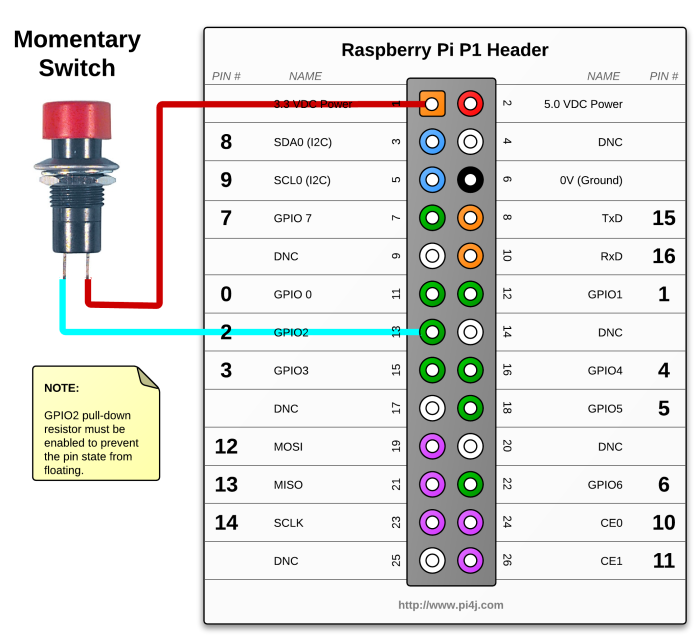 Momentary
Switch
Raspberry Pi P1 Header
PIN # NAME NAME PIN #
3.3 VDC Power 1 2 5.0 VDC Power
8 SDA0 (I2C) 3 4 DNC
9 SCL0 (I2C) 5 6 0V (Ground)
7 GPIO 7 7 8 TxD 15
DNC 9 10 RxD 16
0 GPIO 0 11 12 GPIO1 1
2 GPIO2 13 14 DNC
3 GPIO3 15 16 GPIO4 4
DNC 17 18 GPIO5 5
12 MOSI 19 20 DNC
13 MISO 21 22 GPIO6 6
14 SCLK 23 24 CE0 10
DNC 25 26 CE1 11
NOTE:
GPIO2 pull-down
resistor must be
enabled to prevent
the pin state from
floating.
http://www.pi4j.com